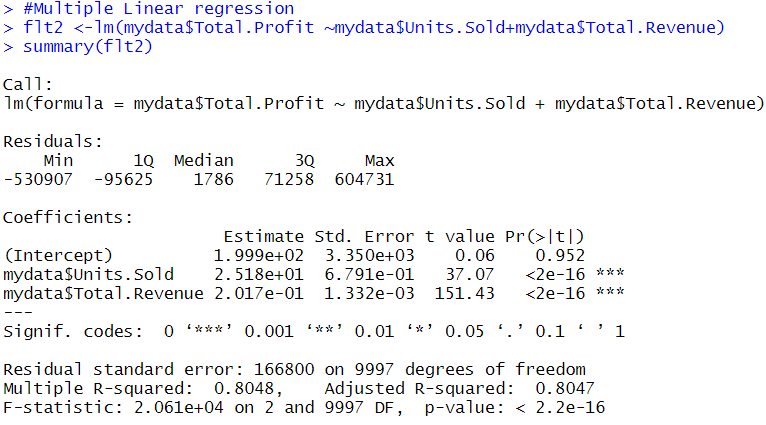 > #Multiple Linear regression
> flt2 <-lm(mydata$Total.Profit ~mydata$Units.Sold+mydata$Total.Revenue)
> summary(flt2)
Call:
lm(formula = mydata$Total.Profit ~ mydata$Units.Sold + mydata$Total.Revenue)
Residuals:
    Min      1Q  Median      3Q     Max
-530907  -95625    1786   71258  604731
Coefficients:
                      Estimate Std. Error t value Pr(>|t|)
(Intercept)          1.999e+02  3.350e+03    0.06    0.952
mydata$Units.Sold    2.518e+01  6.791e-01   37.07   <2e-16 ***
mydata$Total.Revenue 2.017e-01  1.332e-03  151.43   <2e-16 ***
---
Signif. codes:  0 ‘***’ 0.001 ‘**’ 0.01 ‘*’ 0.05 ‘.’ 0.1 ‘ ’ 1
Residual standard error: 166800 on 9997 degrees of freedom
Multiple R-squared:  0.8048,    Adjusted R-squared:  0.8047
F-statistic: 2.061e+04 on 2 and 9997 DF,  p-value: < 2.2e-16